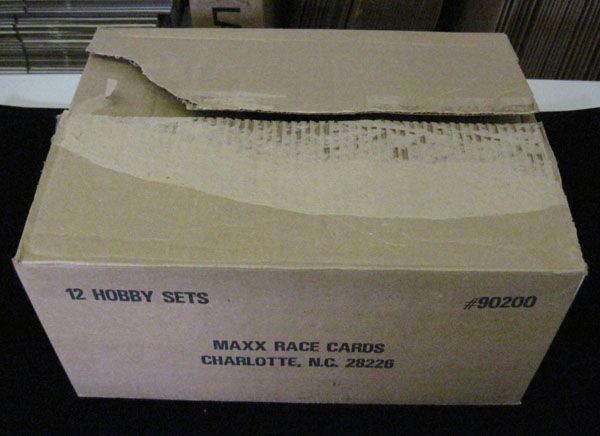 12 HOBBY SETS
#90200
MAXX RACE CARDS
CHARLOTTE, N.C. 28226